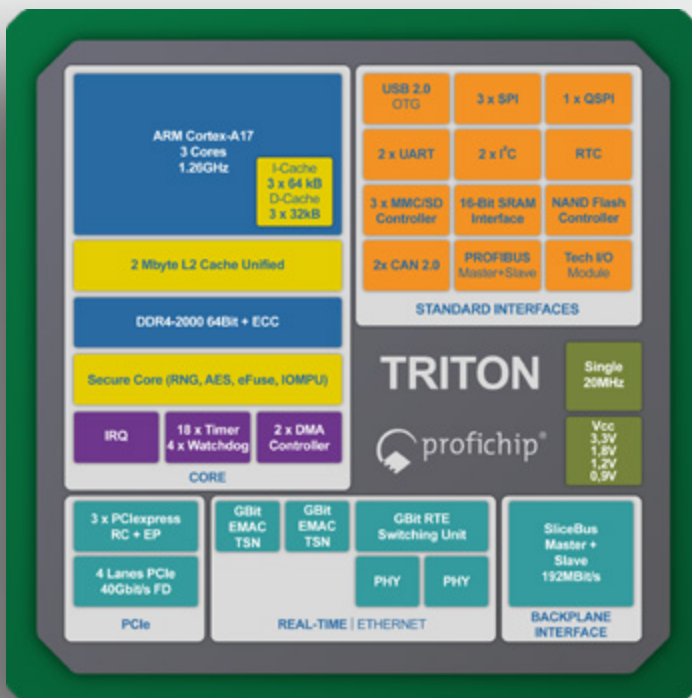 ARM Cortex-A17
3 Cores
1.26GHz
I-Cache
3 x 64 kB
D-Cache
3 x 32kB
2 Mbyte L2 Cache Unified
DDR4-2000 64Bit + ECC
Secure Core (RNG, AES, eFuse, IOMPU)
IRQ
18 x Timer
4 x Watchdog
2 x DMA
Controller
CORE
USB 2.0
OTG
3 x SPI
1 x QSPI
2 x UART
2 x I²C
RTC
3 x MMC/SD
Controller
16-Bit SRAM
Interface
NAND Flash
Controller
2x CAN 2.0
PROFIBUS
Master+Slave
Tech I/O
Module
STANDARD INTERFACES
TRITON
profichip®
Single
20MHz
Vcc
3,3V
1,8V
1,2V
0,9V
3 x PCIexpress
RC + EP
4 Lanes PCIe
40Gbit/s FD
PCIe
GBit
EMAC
TSN
GBit
EMAC
TSN
GBit RTE
Switching Unit
PHY
PHY
REAL-TIME | ETHERNET
SliceBus
Master +
Slave
192MBit/s
BACKPLANE
INTERFACE